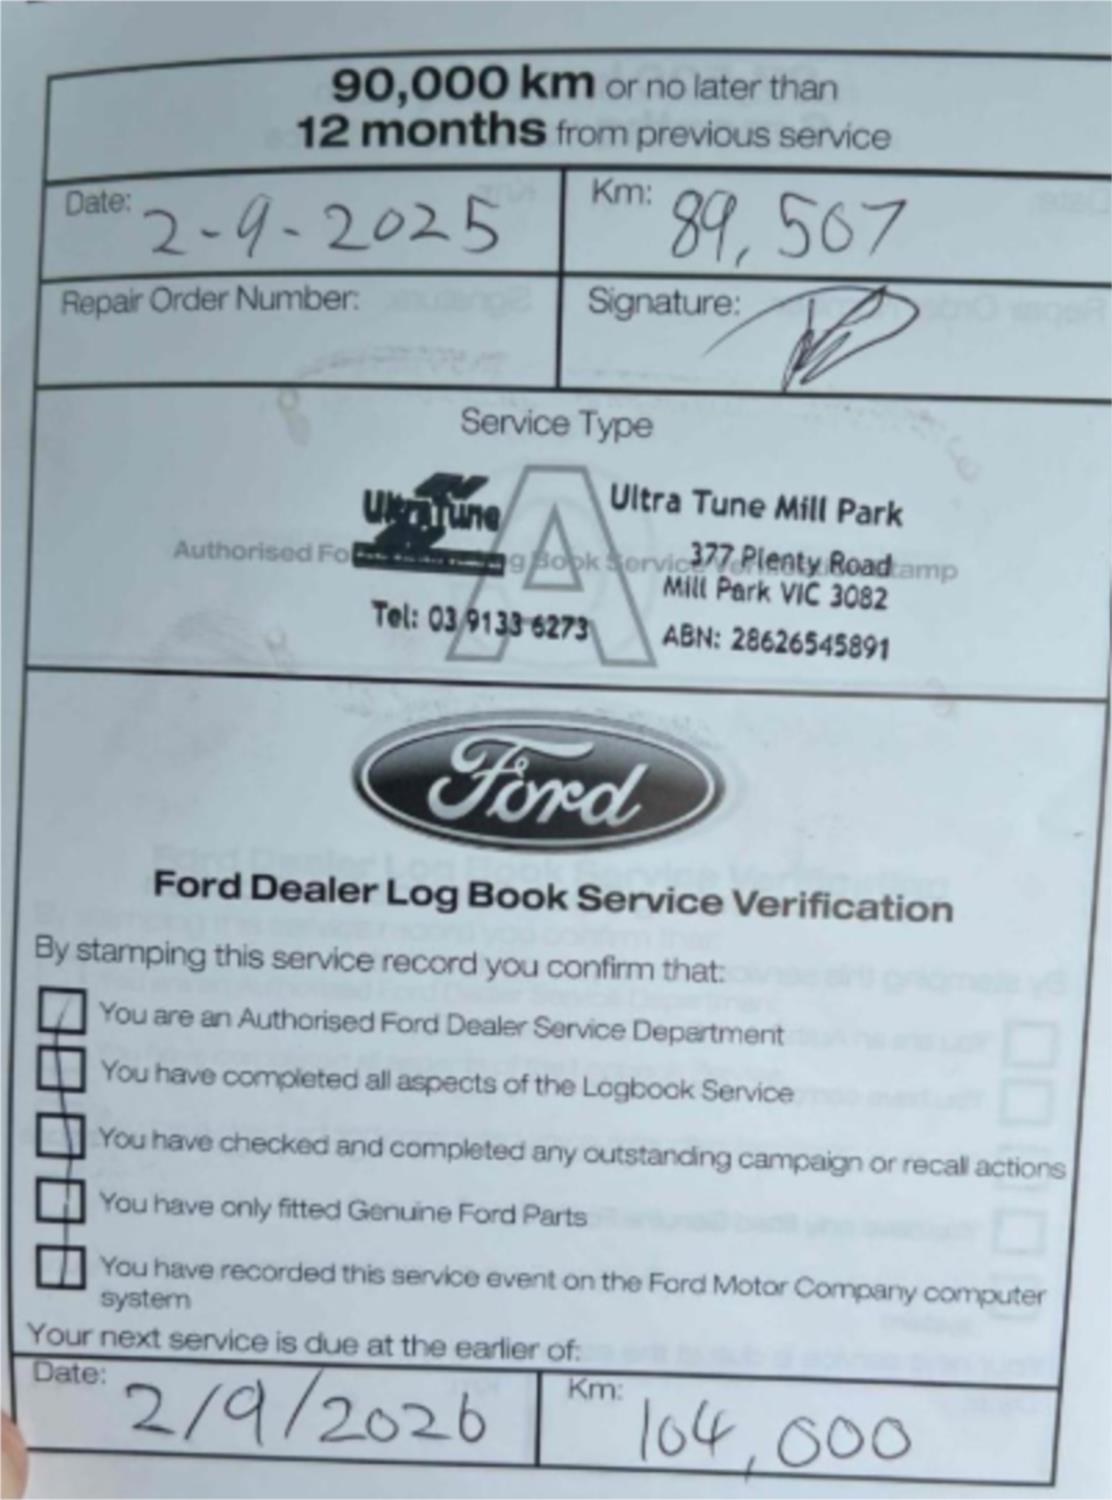 90,000 km or no later than
12 months from previous service
Date: 2-9-2025
Km: 89,507
Repair Order Number:
Signature:
Service Type
A
UltraTune
Ultra Tune Mill Park
Authorised Fo Log Book Service Verification Stamp
377 Plenty Road
Mill Park VIC 3082
Tel: 03 9133 6273
ABN: 28626545891
Ford
Ford Dealer Log Book Service Verification
By stamping this service record you confirm that:
You are an Authorised Ford Dealer Service Department
You have completed all aspects of the Logbook Service
You have checked and completed any outstanding campaign or recall actions
You have only fitted Genuine Ford Parts
You have recorded this service event on the Ford Motor Company computer
system
Your next service is due at the earlier of:
Date: 2/9/2026
Km: 104,000